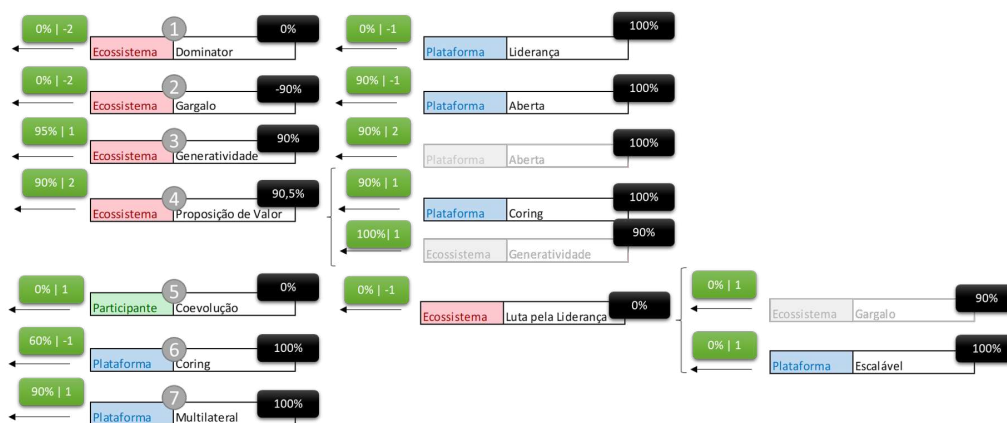 0% | -2
1
0%
Ecossistema Dominator
0% | -1
100%
Plataforma Liderança
0% | -2
2
-90%
Ecossistema Gargalo
90% | -1
100%
Plataforma Aberta
95% | 1
3
90%
Ecossistema Generatividade
90% | 2
100%
Plataforma Aberta
90% | 2
4
90,5%
Ecossistema Proposição de Valor
90% | 1
100%
Plataforma Coring
100%| 1
90%
Ecossistema Generatividade
0% | 1
5
0%
Participante Coevolução
0% | -1
0%
Ecossistema Luta pela Liderança
0% | 1
90%
Ecossistema Gargalo
0% | 1
100%
Plataforma Escalável
60% | -1
6
100%
Plataforma Coring
90% | 1
7
100%
Plataforma Multilateral